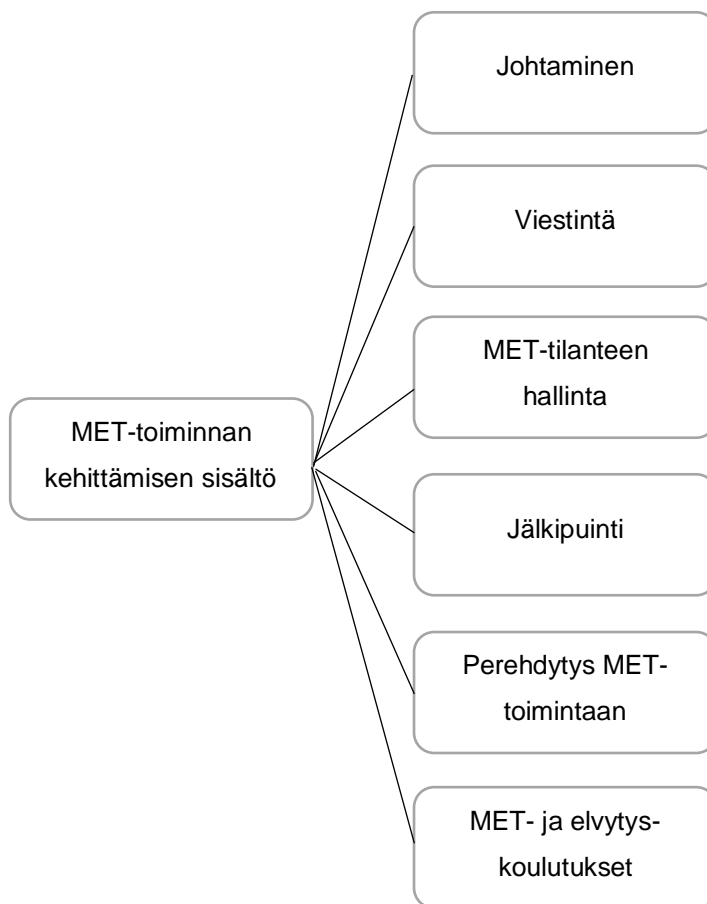 Johtaminen
Viestintä
MET-tilanteen
hallinta
MET-toiminnan
kehittämisen sisältö
Jälkipuinti
Perehdytys MET-
toimintaan
MET- ja elvytys-
koulutukset